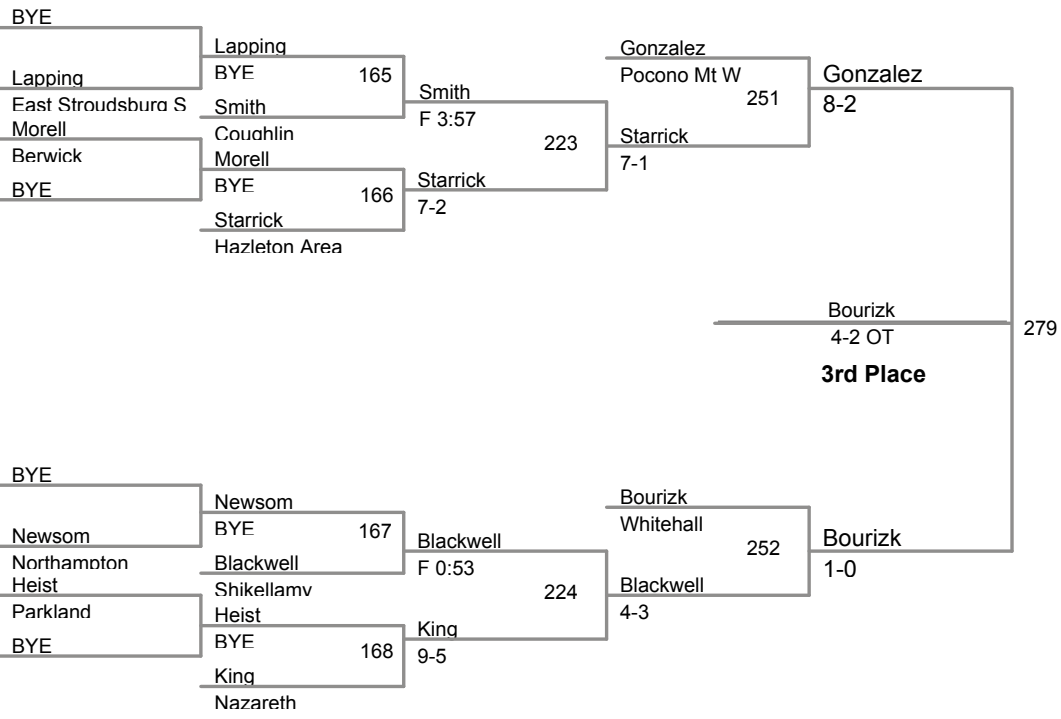 BYE
Lapping
East Stroudsburg S
Morell
Berwick
BYE
Lapping
BYE
165
Smith
Coughlin
Morell
BYE
166
Starrick
Hazleton Area
Smith
F 3:57
223
Starrick
7-2
Gonzalez
Pocono Mt W
251
Starrick
7-1
Gonzalez
8-2
Bourizk
4-2 OT
279
3rd Place
BYE
Newsom
Northampton
Heist
Parkland
BYE
Newsom
BYE
167
Blackwell
Shikellamy
Heist
BYE
168
King
Nazareth
Blackwell
F 0:53
224
King
9-5
Bourizk
Whitehall
252
Blackwell
4-3
Bourizk
1-0